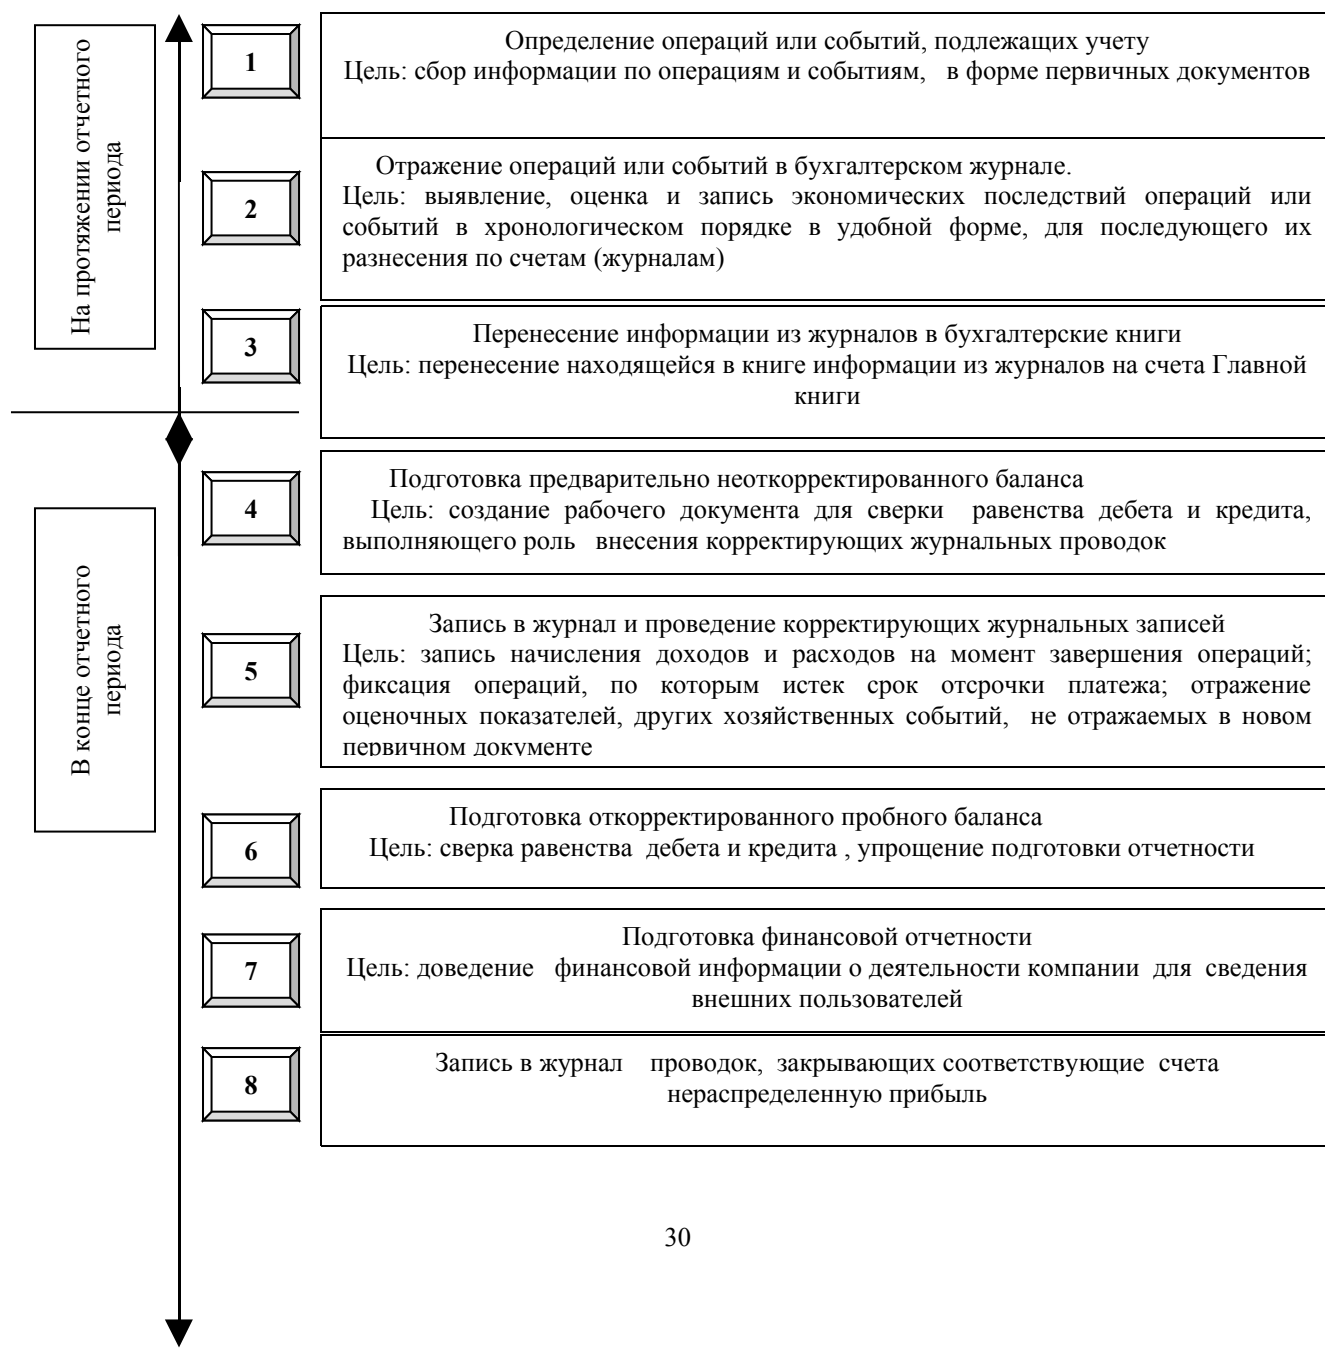 На протяжении отчетного
периода
1
Определение операций или событий, подлежащих учету
Цель: сбор информации по операциям и событиям, в форме первичных документов
2
Отражение операций или событий в бухгалтерском журнале.
Цель: выявление, оценка и запись экономических последствий операций или
событий в хронологическом порядке в удобной форме, для последующего их
разнесения по счетам (журналам)
3
Перенесение информации из журналов в бухгалтерские книги
Цель: перенесение находящейся в книге информации из журналов на счета Главной
книги
В конце отчетного
периода
4
Подготовка предварительно неоткорректированного баланса
Цель: создание рабочего документа для сверки равенства дебета и кредита,
выполняющего роль внесения корректирующих журнальных проводок
5
Запись в журнал и проведение корректирующих журнальных записей
Цель: запись начисления доходов и расходов на момент завершения операций;
фиксация операций, по которым истек срок отсрочки платежа; отражение
оценочных показателей, других хозяйственных событий, не отражаемых в новом
первичном документе
6
Подготовка откорректированного пробного баланса
Цель: сверка равенства дебета и кредита , упрощение подготовки отчетности
7
Подготовка финансовой отчетности
Цель: доведение финансовой информации о деятельности компании для сведения
внешних пользователей
8
Запись в журнал проводок, закрывающих соответствующие счета
нераспределенную прибыль
30